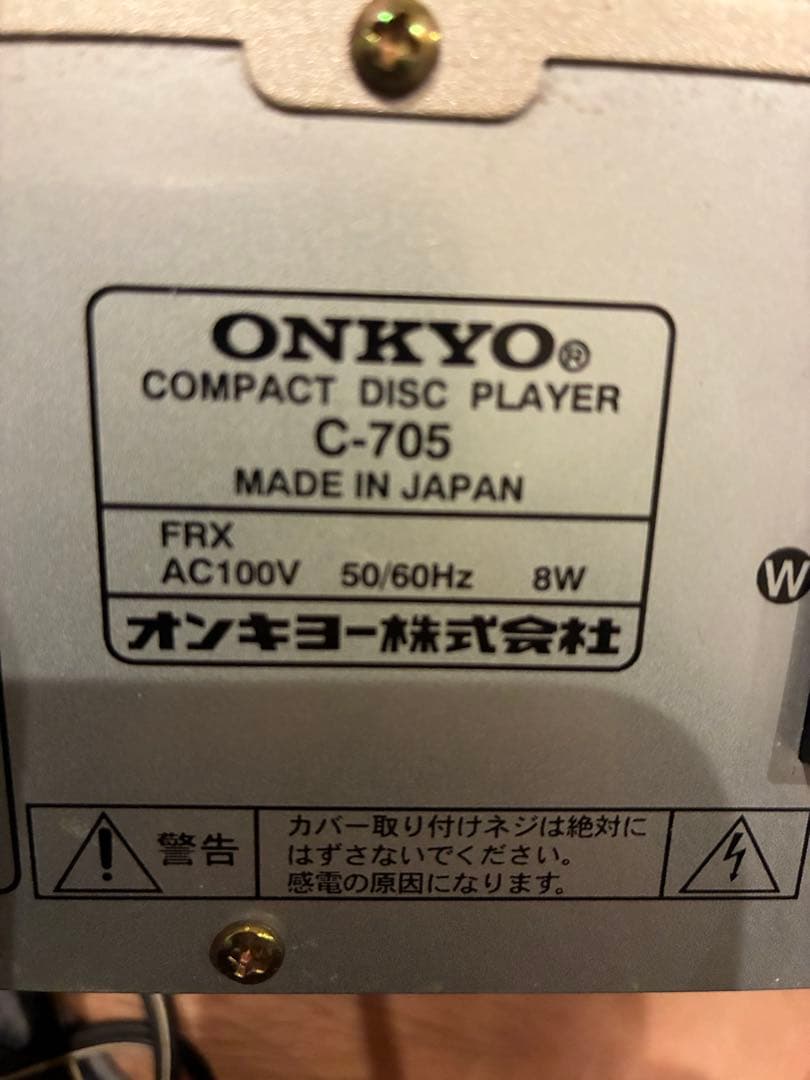 ONKYO®
COMPACT DISC PLAYER
C-705
MADE IN JAPAN
FRX
AC100V 50/60Hz 8W
W
オンキヨー株式会社
警告
カバー取り付けネジは絶対に
はずさないでください。
感電の原因になります。